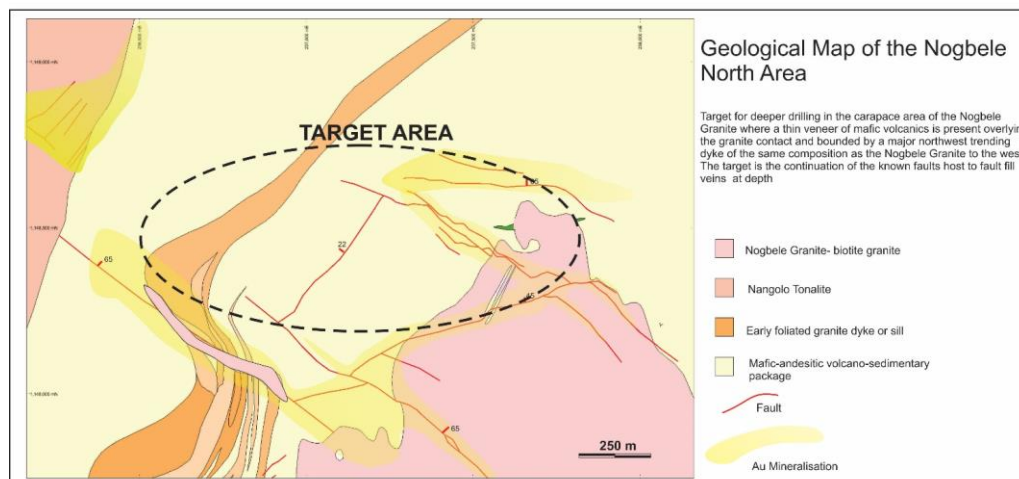 TARGET AREA
65
65
22
45
65
250 m
Geological Map of the Nogbele
North Area
Target for deeper drilling in the carapace area of the Nogbele
Granite where a thin veneer of mafic volcanics is present overlyin
the granite contact and bounded by a major northwest trending
dyke of the same composition as the Nogbele Granite to the wes
The target is the continuation of the known faults host to fault fill
veins at depth
Nogbele Granite- biotite granite
Nangolo Tonalite
Early foliated granite dyke or sill
Mafic-andesitic volcano-sedimentary
package
Fault
Au Mineralisation